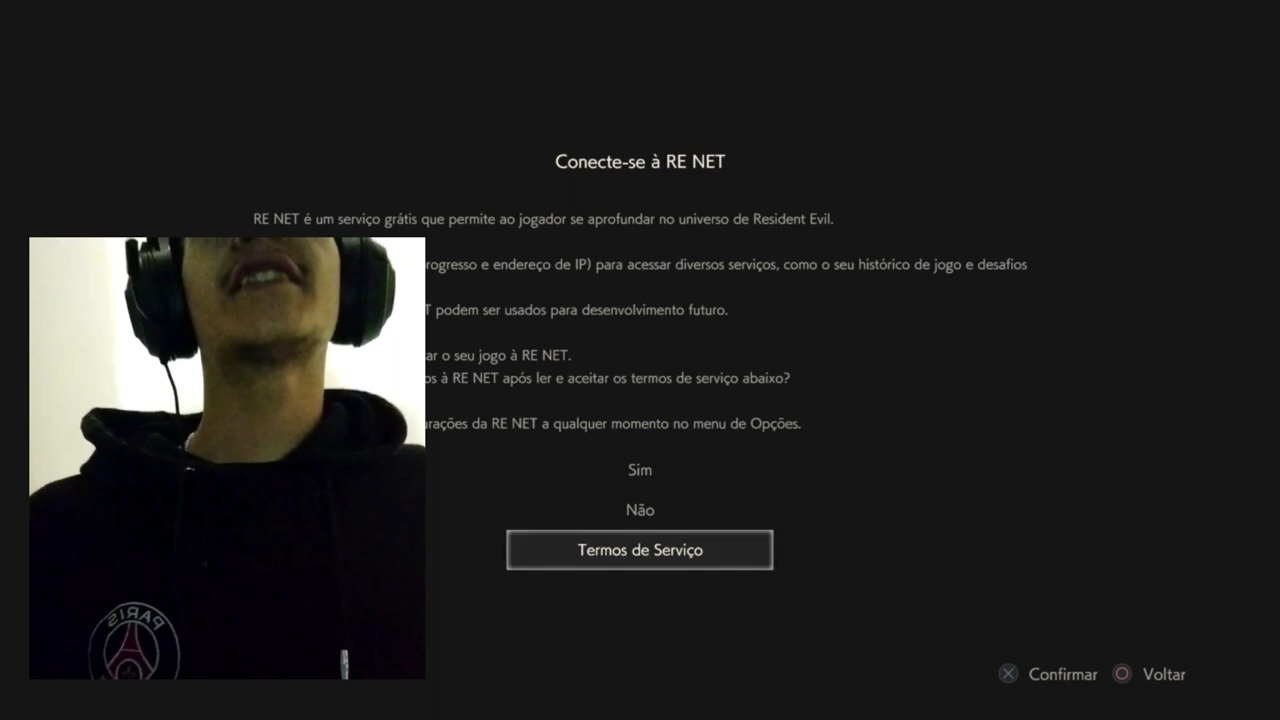 Conecte-se à RE NET
RE NET é um serviço grátis que permite ao jogador se aprofundar no universo de Resident Evil.
rogresso e endereço de IP) para acessar diversos serviços, como o seu histórico de jogo e desafios
T podem ser usados para desenvolvimento futuro.
ar o seu jogo à RE NET.
os à RE NET após ler e aceitar os termos de serviço abaixo?
urações da RE NET a qualquer momento no menu de Opções.
Sim
Não
Termos de Serviço
PARIS
Confirmar Voltar